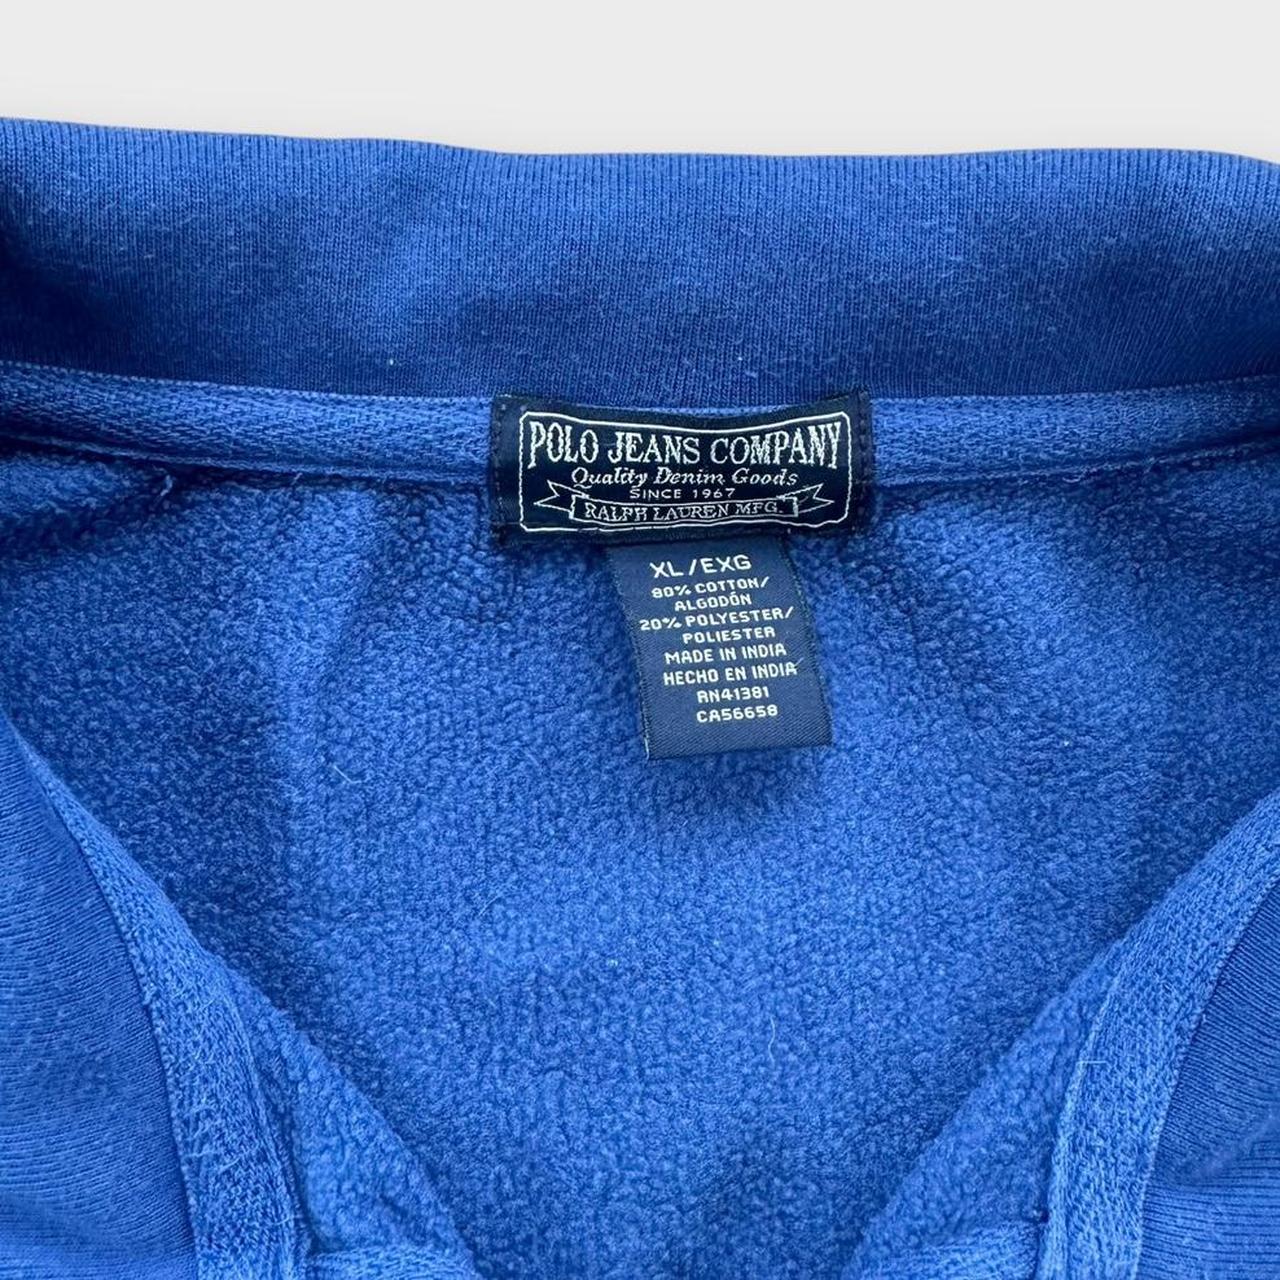 POLO JEANS COMPANY
Quality Denim Goods
SINCE 1967
RALPH LAUREN MFG.
XL/EXG
80% COTTON/
ALGODÓN
20% POLYESTER/
POLIESTER
MADE IN INDIA
HECHO EN INDIA
RN41381
CA56658